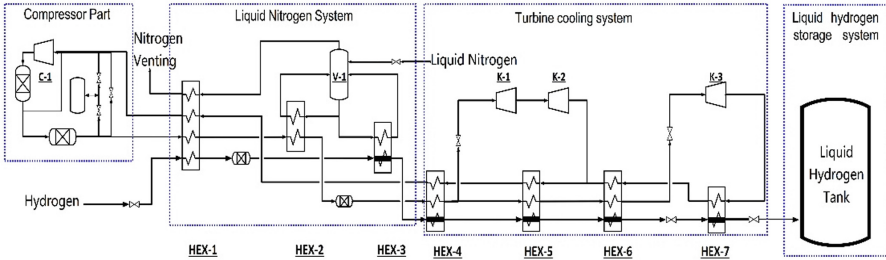 Compressor Part
Liquid Nitrogen System
Turbine cooling system
Liquid hydrogen
storage system
Nitrogen
Venting
Liquid Nitrogen
C-1
V-1
K-1
K-2
K-3
Liquid
Hydrogen
Tank
Hydrogen
HEX-1
HEX-2
HEX-3
HEX-4
HEX-5
HEX-6
HEX-7